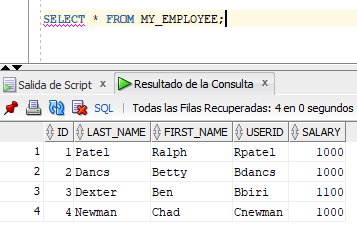 SELECT * FROM MY_EMPLOYEE;
Salida de Script x Resultado de la Consulta x
SQL | Todas las Filas Recuperadas: 4 en 0 segundos
ID LAST_NAME FIRST_NAME USERID SALARY
1 1 Patel Ralph Rpatel 1000
2 2 Dancs Betty Bdancs 1000
3 3 Dexter Ben Bbiri 1100
4 4 Newman Chad Cnewman 1000